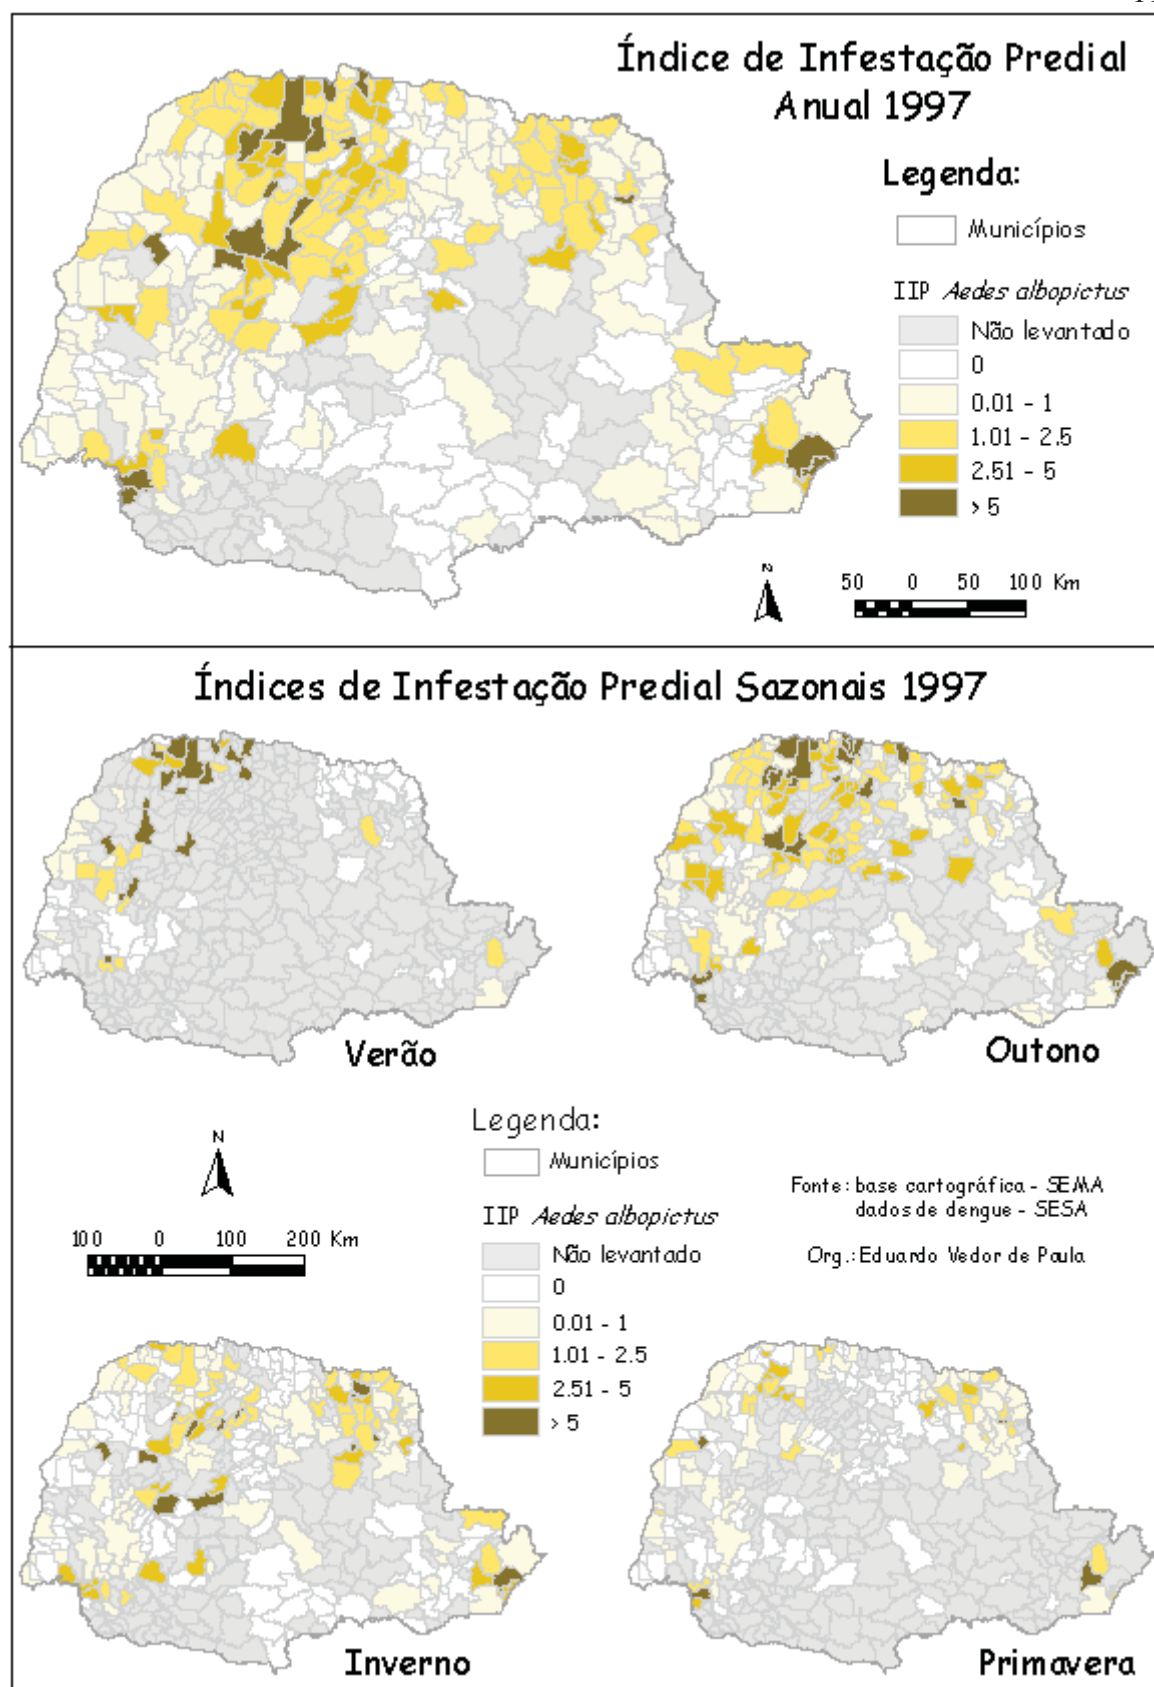 Índice de Infestação Predial
Anual 1997
Legenda:
Municípios
IIP Aedes albopictus
Não levantado
0
0.01 - 1
1.01 - 2.5
2.51 - 5
> 5
N
50 0 50 100 Km
Índices de Infestação Predial Sazonais 1997
Verão
Outono
Legenda:
Municípios
N
Fonte: base cartográfica - SEMA
dados de dengue - SESA
IIP Aedes albopictus
100 0 100 200 Km
Não levantado
Org.: Eduardo Vedor de Paula
0
0.01 - 1
1.01 - 2.5
2.51 - 5
> 5
Inverno
Primavera